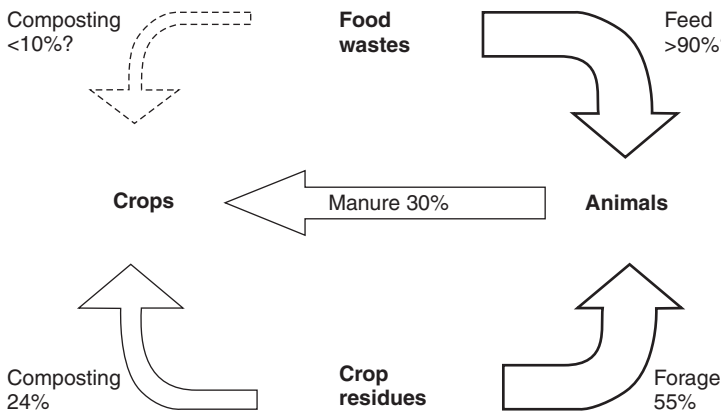 Composting
<10%?
Food
wastes
Feed
>90%
Crops
Manure 30%
Animals
Composting
24%
Crop
residues
Forage
55%